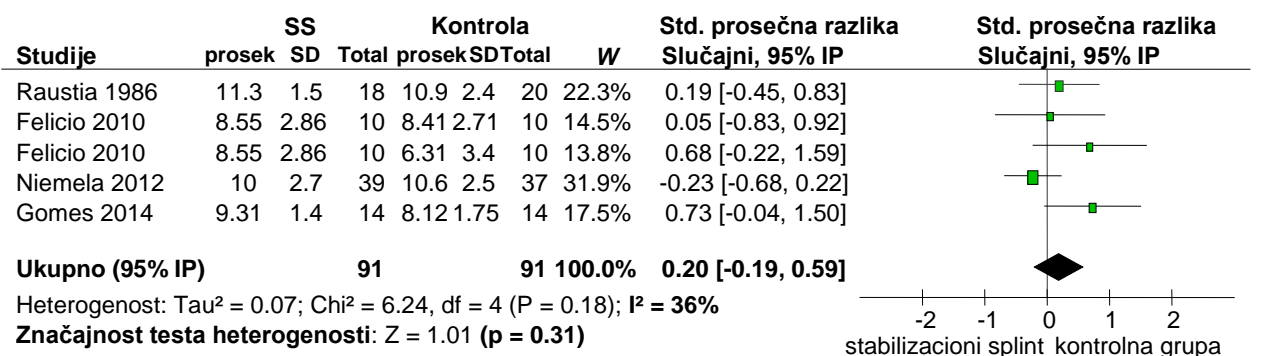 SS Kontrola Std. prosečna razlika Std. prosečna razlika
Studije prosek SD Total prosek SD Total W Slučajni, 95% IP Slučajni, 95% IP
Raustia 1986 11.3 1.5 18 10.9 2.4 20 22.3% 0.19 [-0.45, 0.83]
Felicio 2010 8.55 2.86 10 8.41 2.71 10 14.5% 0.05 [-0.83, 0.92]
Felicio 2010 8.55 2.86 10 6.31 3.4 10 13.8% 0.68 [-0.22, 1.59]
Niemela 2012 10 2.7 39 10.6 2.5 37 31.9% -0.23 [-0.68, 0.22]
Gomes 2014 9.31 1.4 14 8.12 1.75 14 17.5% 0.73 [-0.04, 1.50]
Ukupno (95% IP) 91 91 100.0% 0.20 [-0.19, 0.59]
Heterogenost: Tau² = 0.07; Chi² = 6.24, df = 4 (P = 0.18); I² = 36%
Značajnost testa heterogenosti: Z = 1.01 (p = 0.31)
-2 -1 0 1 2
stabilizacioni splint kontrolna grupa